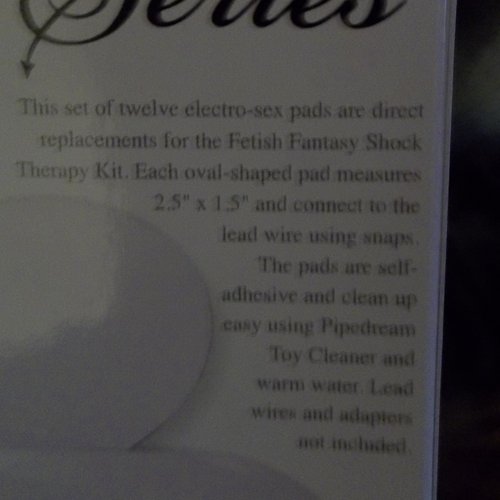 Series
This set of twelve electro-sex pads are direct
replacements for the Fetish Fantasy Shock
Therapy Kit. Each oval-shaped pad measures
2.5" x 1.5" and connect to the
lead wire using snaps.
The pads are self-
adhesive and clean up
easy using Pipedream
Toy Cleaner and
warm water. Lead
wires and adapters
not included.